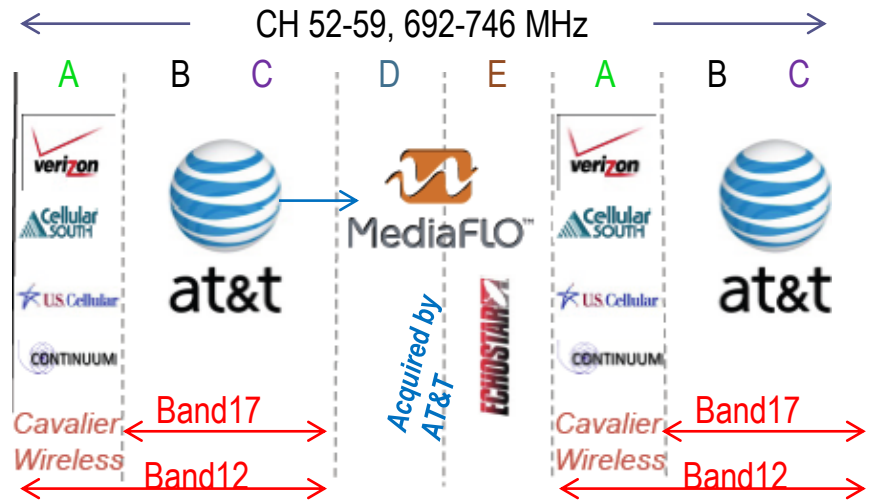 CH 52-59, 692-746 MHz
A B C D E A B C
verizon
Cellular
SOUTH
U.S. Cellular
CONTINUUM
Cavalier
Wireless
at&t
MediaFLO™
Acquired by
AT&T
ECHOSTAR
verizon
Cellular
SOUTH
U.S. Cellular
CONTINUUM
Cavalier
Wireless
at&t
Band17
Band12
Band17
Band12